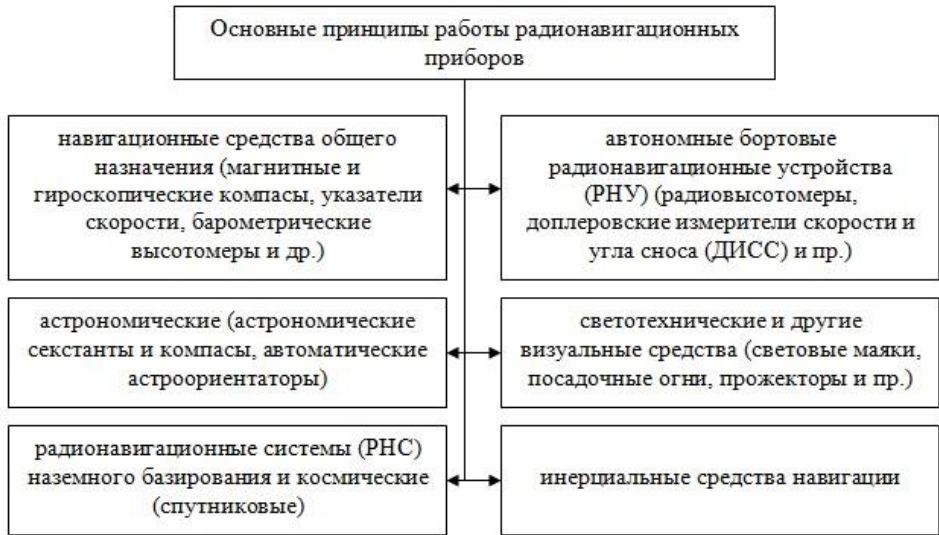 Основные принципы работы радионавигационных
приборов
навигационные средства общего
назначения (магнитные и
гироскопические компасы, указатели
скорости, барометрические
высотомеры и др.)
автономные бортовые
радионавигационные устройства
(РНУ) (радиовысотомеры,
доплеровские измерители скорости и
угла сноса (ДИСС) и пр.)
астрономические (астрономические
секстанты и компасы, автоматические
астроориентаторы)
светотехнические и другие
визуальные средства (световые маяки,
посадочные огни, прожекторы и пр.)
радионавигационные системы (РНС)
наземного базирования и космические
(спутниковые)
инерциальные средства навигации